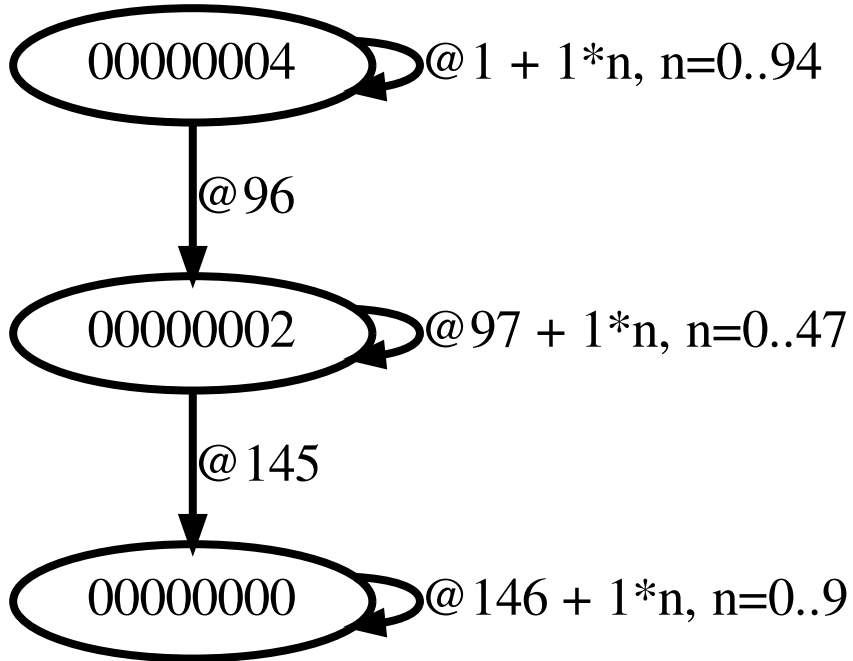 00000004 @1 + 1*n, n=0..94
@96
00000002 @97 + 1*n, n=0..47
@145
00000000 @146 + 1*n, n=0..9